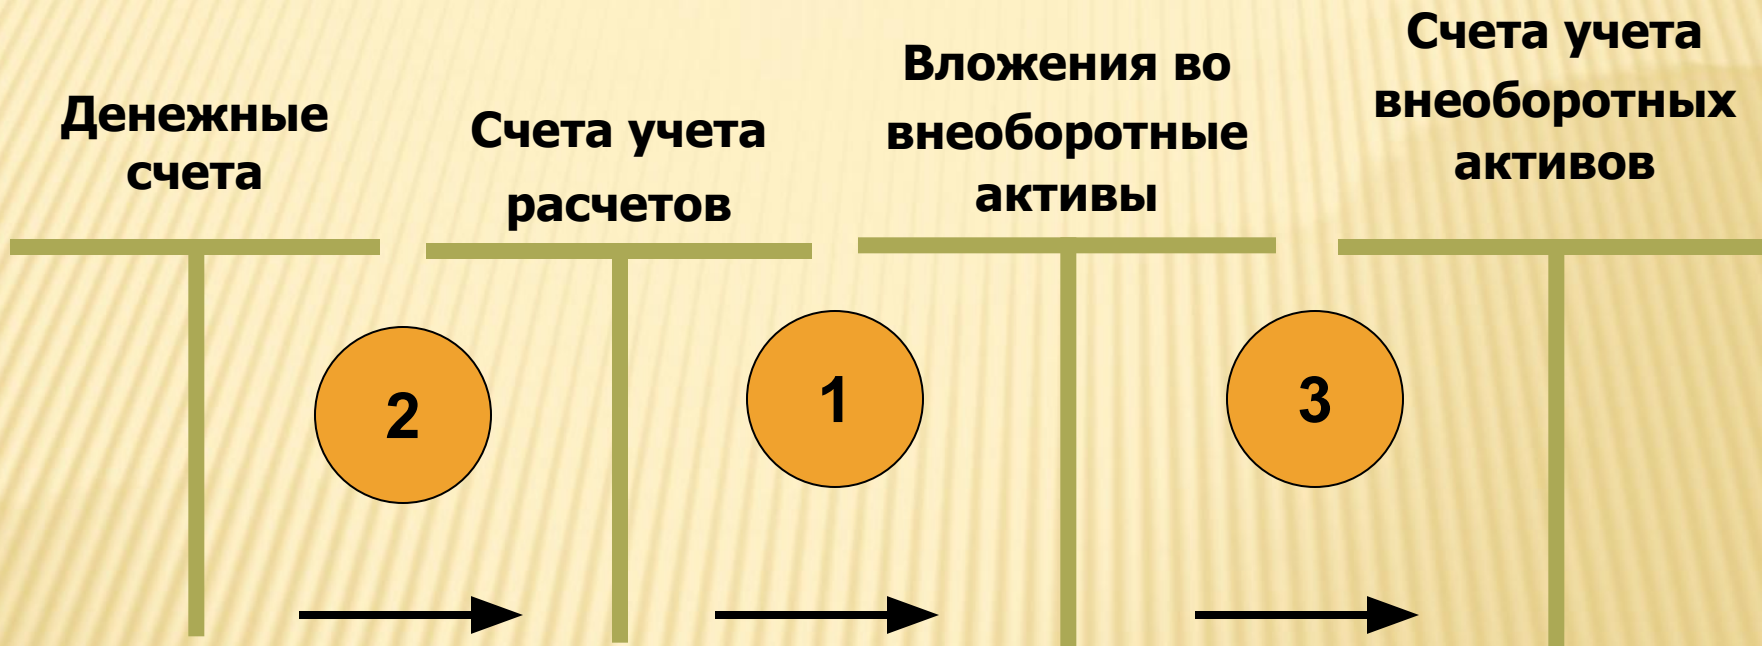 Денежные
счета
Счета учета
расчетов
Вложения во
внеоборотные
активы
Счета учета
внеоборотных
активов
2
1
3